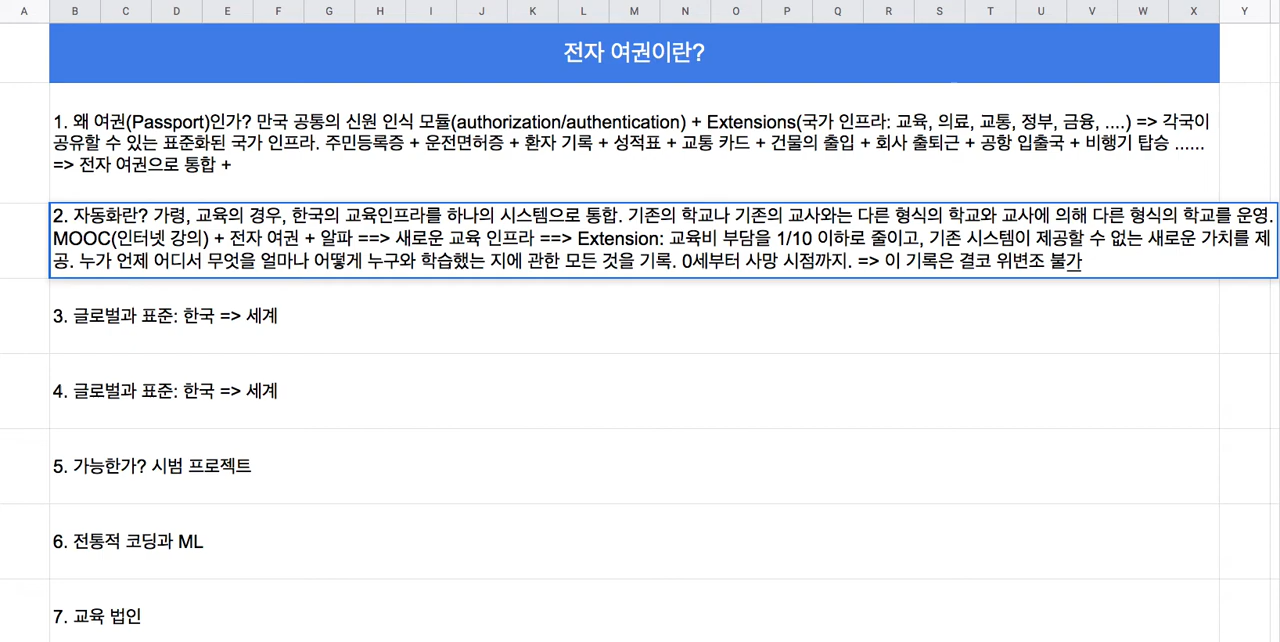 A B C D E F G H I J K L M N O P Q R S T U V W X Y
전자 여권이란?
1. 왜 여권(Passport)인가? 만국 공통의 신원 인식 모듈(authorization/authentication) + Extensions(국가 인프라: 교육, 의료, 교통, 정부, 금융, ....) => 각국이
공유할 수 있는 표준화된 국가 인프라. 주민등록증 + 운전면허증 + 환자 기록 + 성적표 + 교통 카드 + 건물의 출입 + 회사 출퇴근 + 공항 입출국 + 비행기 탑승 ......
=> 전자 여권으로 통합 +
2. 자동화란? 가령, 교육의 경우, 한국의 교육인프라를 하나의 시스템으로 통합. 기존의 학교나 기존의 교사와는 다른 형식의 학교와 교사에 의해 다른 형식의 학교를 운영.
MOOC(인터넷 강의) + 전자 여권 + 알파 ==> 새로운 교육 인프라 ==> Extension: 교육비 부담을 1/10 이하로 줄이고, 기존 시스템이 제공할 수 없는 새로운 가치를 제
공. 누가 언제 어디서 무엇을 얼마나 어떻게 누구와 학습했는 지에 관한 모든 것을 기록. 0세부터 사망 시점까지. => 이 기록은 결코 위변조 불가
3. 글로벌과 표준: 한국 => 세계
4. 글로벌과 표준: 한국 => 세계
5. 가능한가? 시범 프로젝트
6. 전통적 코딩과 ML
7. 교육 법인